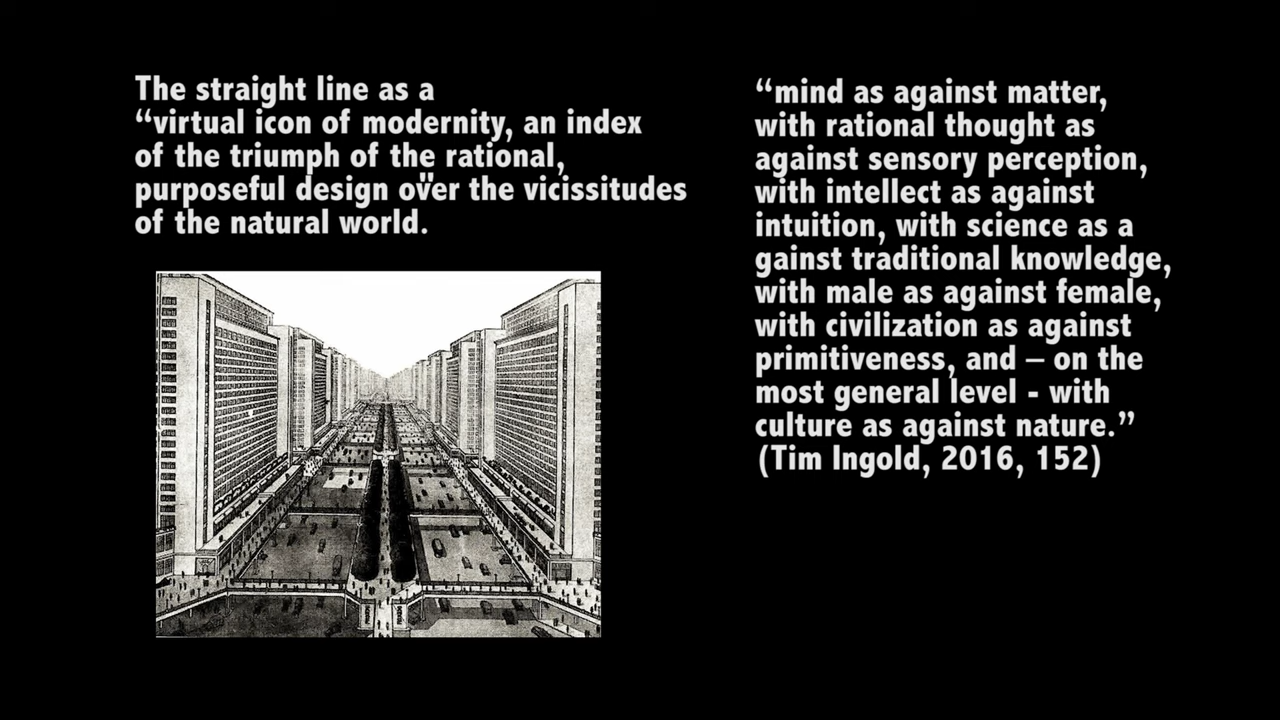 The straight line as a
“virtual icon of modernity, an index
of the triumph of the rational,
purposeful design over the vicissitudes
of the natural world.
“mind as against matter,
with rational thought as
against sensory perception,
with intellect as against
intuition, with science as a
gainst traditional knowledge,
with male as against female,
with civilization as against
primitiveness, and – on the
most general level - with
culture as against nature.”
(Tim Ingold, 2016, 152)